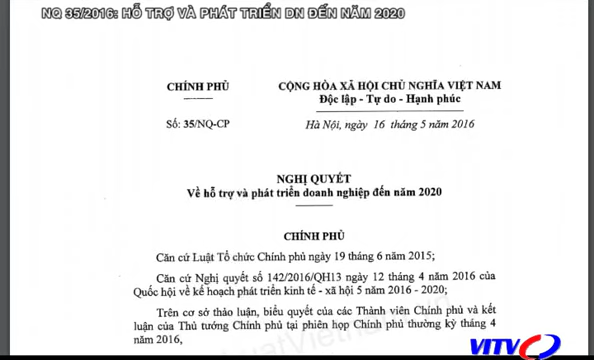 NQ 35/2016: HỖ TRỢ VÀ PHÁT TRIỂN DN ĐẾN NĂM 2020
CHÍNH PHỦ
CỘNG HÒA XÃ HỘI CHỦ NGHĨA VIỆT NAM
Độc lập - Tự do - Hạnh phúc
Số: 35/NQ-CP
Hà Nội, ngày 16 tháng 5 năm 2016
NGHỊ QUYẾT
Về hỗ trợ và phát triển doanh nghiệp đến năm 2020
CHÍNH PHỦ
Căn cứ Luật Tổ chức Chính phủ ngày 19 tháng 6 năm 2015;
Căn cứ Nghị quyết số 142/2016/QH13 ngày 12 tháng 4 năm 2016 của
Quốc hội về kế hoạch phát triển kinh tế - xã hội 5 năm 2016 - 2020;
Trên cơ sở thảo luận, biểu quyết của các Thành viên Chính phủ và kết
luận của Thủ tướng Chính phủ tại phiên họp Chính phủ thường kỳ tháng 4
năm 2016,
VITV